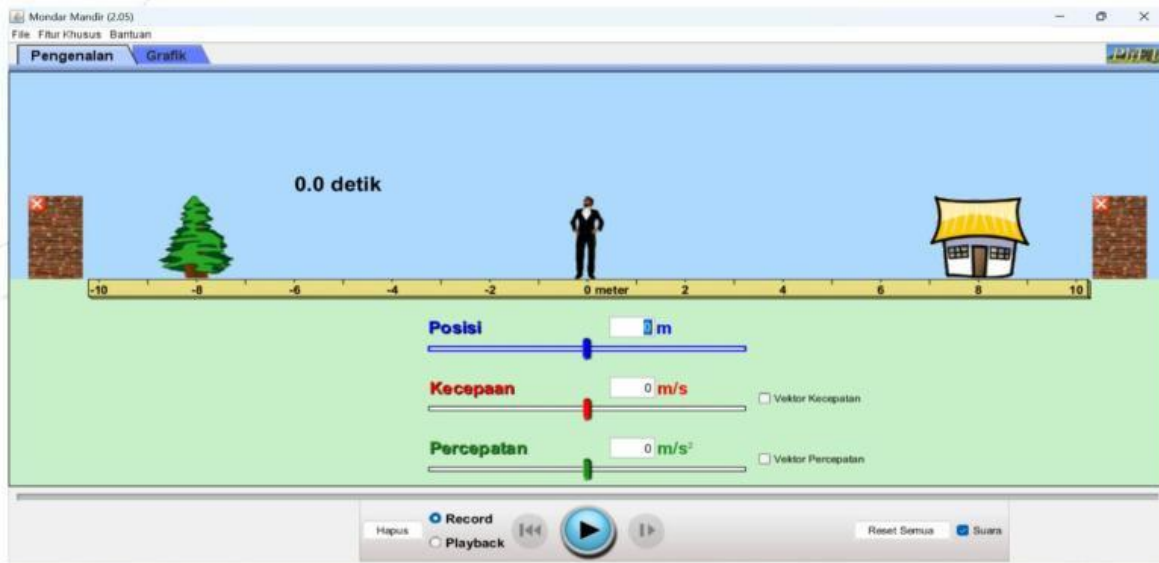 Mondar Mandir (2.05)
File Fitur Khusus Bantuan
Pengenalan Grafik
0.0 detik
-10 -8 -6 -4 -2 0 meter 2 4 6 8 10
Posisi 0 m
Kecepaan 0 m/s
Vektor Kecepatan
Percepatan 0 m/s²
Vektor Percepatan
Hapus
Record
Playback
Reset Semua
Suara